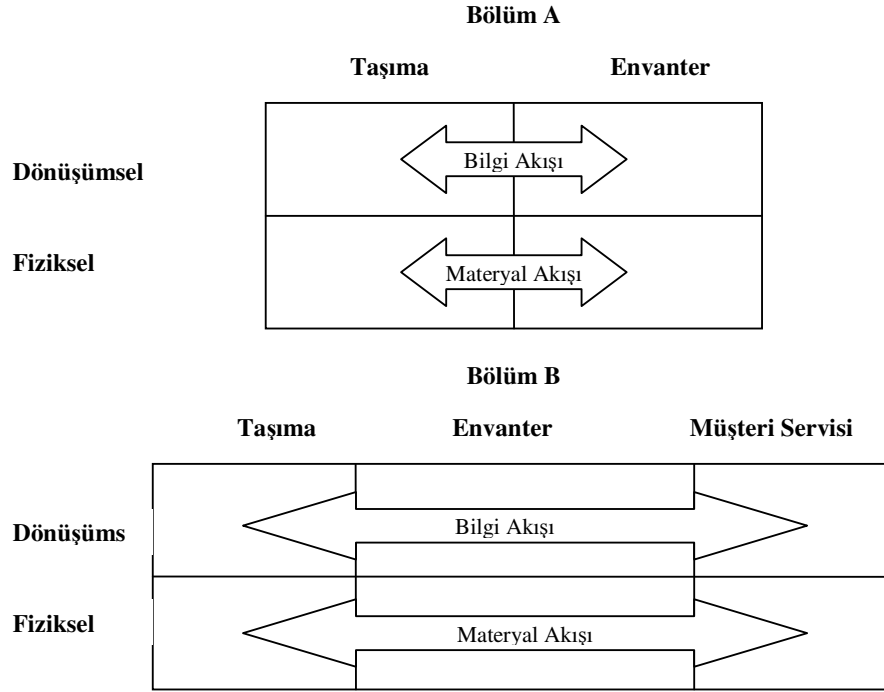 Bölüm A
Taşıma Envanter
Dönüşümsel
Bilgi Akışı
Fiziksel
Materyal Akışı
Bölüm B
Taşıma Envanter Müşteri Servisi
Dönüşüms
Bilgi Akışı
Fiziksel
Materyal Akışı